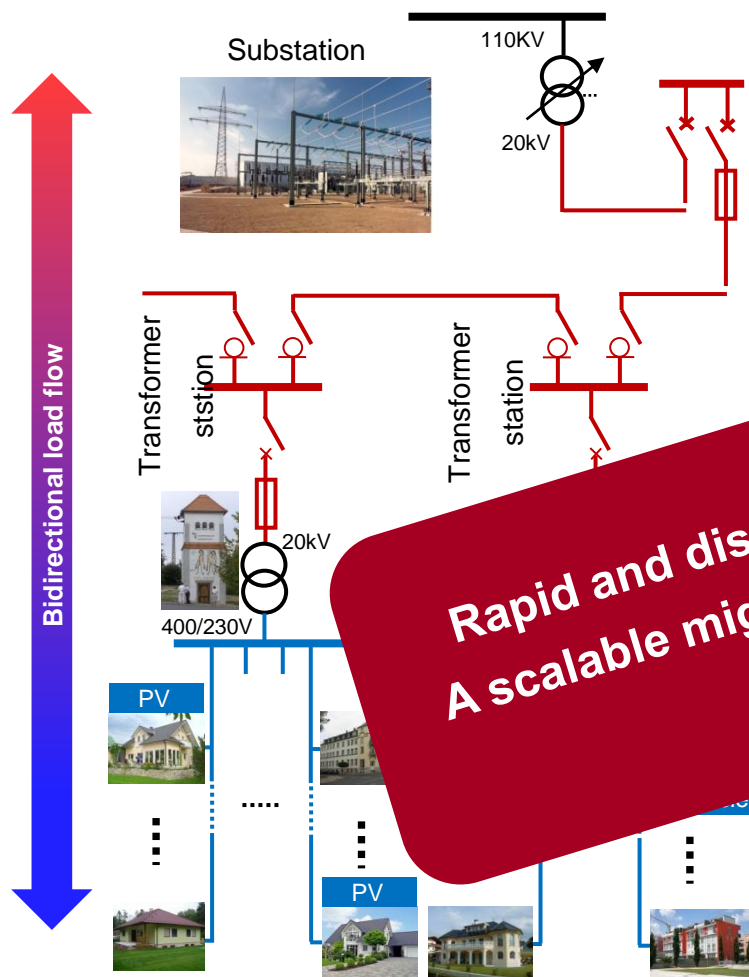 Substation
110KV
20kV
Bidirectional load flow
Transformer
ststion
Transformer
station
20kV
400/230V
Rapid and dis
A scalable mig
PV
PV